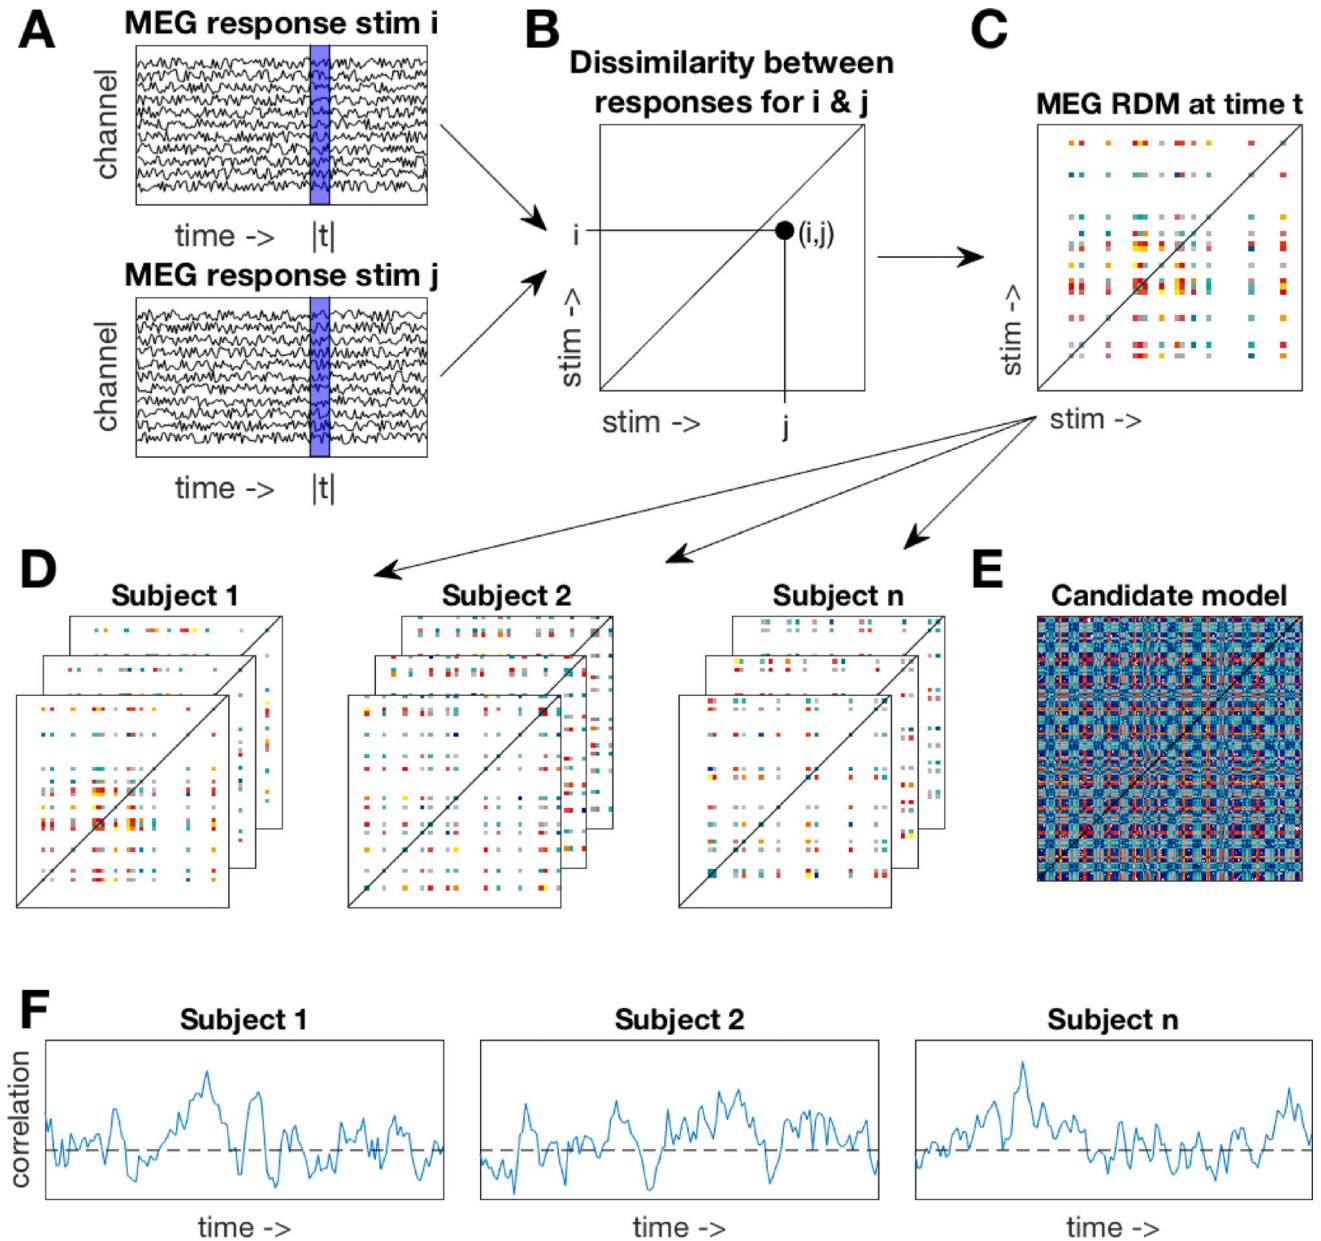 A
MEG response stim i
channel
time -> |t|
MEG response stim j
channel
time -> |t|
B
Dissimilarity between
responses for i & j
i
(i,j)
stim ->
stim ->
j
C
MEG RDM at time t
stim ->
stim ->
D
Subject 1
Subject 2
Subject n
E
Candidate model
F
Subject 1
Subject 2
Subject n
correlation
time ->
time ->
time ->